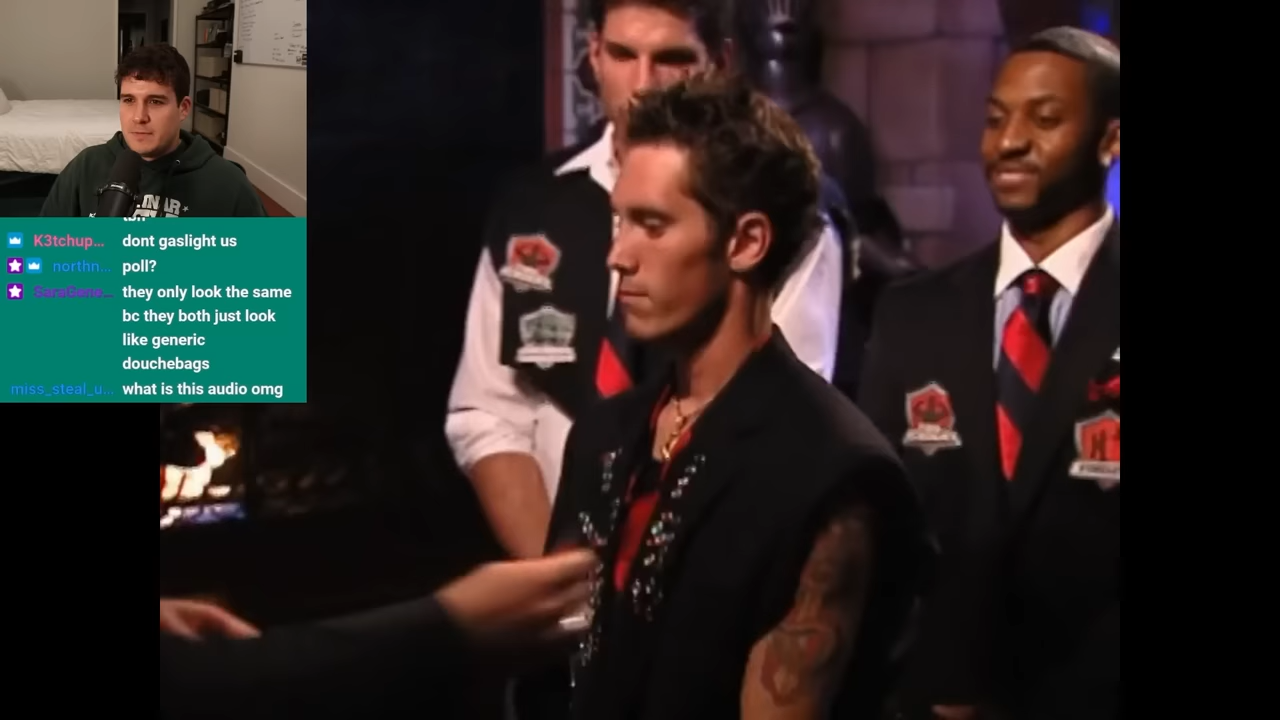 K3tchup... dont gaslight us
northn... poll?
SaraGano... they only look the same
bc they both just look
like generic
douchebags
miss_steal_u... what is this audio omg